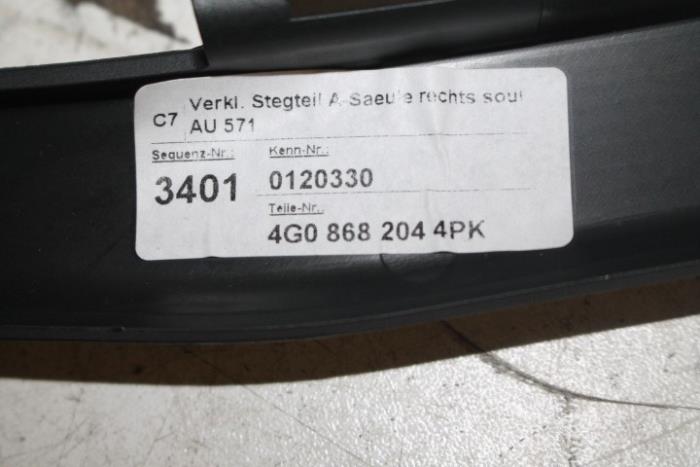 C7 Verkl. Stegteil A-Saeule rechts soul
AU 571
Sequenz-Nr.: Kenn-Nr.:
3401 0120330
Teile-Nr.:
4G0 868 204 4PK